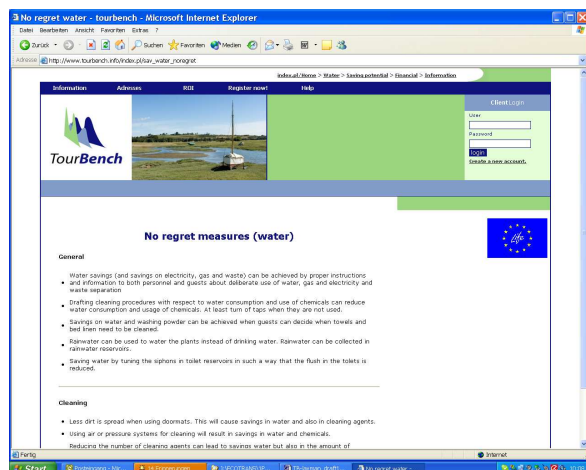 No regret water - tourbench - Microsoft Internet Explorer
Datei Bearbeiten Ansicht Favoriten Extras ?
Zurück Suchen Favoriten Medien
Adresse http://www.tourbench.info/index.pl/sav_water_noregret
index.pl/Home > Water > Saving potential > Financial > Information
Information Adresses ROI Register now! Help
ClientLogin
User
Password
login
Create a new account.
TourBench
life
No regret measures (water)
General
Water savings (and savings on electricity, gas and waste) can be achieved by proper instructions
and information to both personnel and guests about deliberate use of water, gas and electricity and
waste separation
Drafting cleaning procedures with respect to water consumption and use of chemicals can reduce
water consumption and usage of chemicals. At least turn of taps when they are not used.
Savings on water and washing powder can be achieved when guests can decide when towels and
bed linen need to be cleaned.
Rainwater can be used to water the plants instead of drinking water. Rainwater can be collected in
rainwater reservoirs.
Saving water by tuning the siphons in toilet reservoirs in such a way that the flush in the tolets is
reduced.
Cleaning
Less dirt is spread when using doormats. This will cause savings in water and also in cleaning agents.
Using air or pressure systems for cleaning will result in savings in water and chemicals.
Reducing the number of cleaning agents can lead to savings water but also in the amount of
Fertig Internet
Start Posteingang - No regret water -